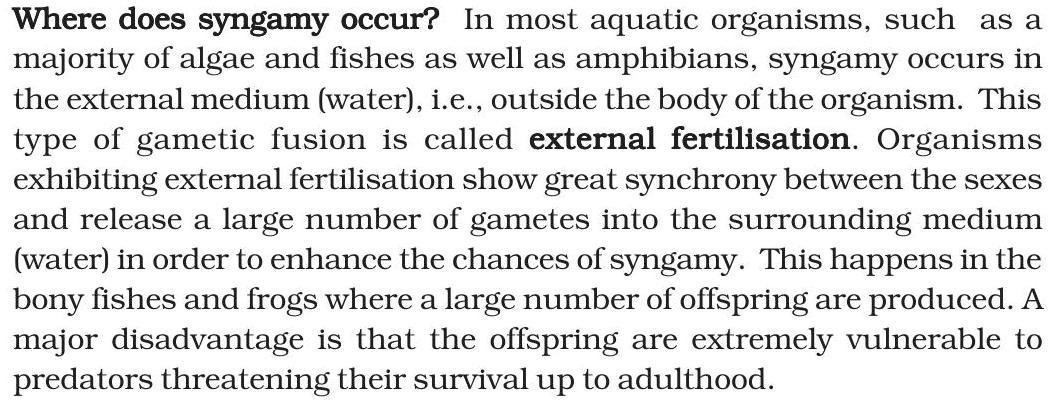 Where does syngamy occur? In most aquatic organisms, such as a
majority of algae and fishes as well as amphibians, syngamy occurs in
the external medium (water), i.e., outside the body of the organism. This
type of gametic fusion is called external fertilisation. Organisms
exhibiting external fertilisation show great synchrony between the sexes
and release a large number of gametes into the surrounding medium
(water) in order to enhance the chances of syngamy. This happens in the
bony fishes and frogs where a large number of offspring are produced. A
major disadvantage is that the offspring are extremely vulnerable to
predators threatening their survival up to adulthood.